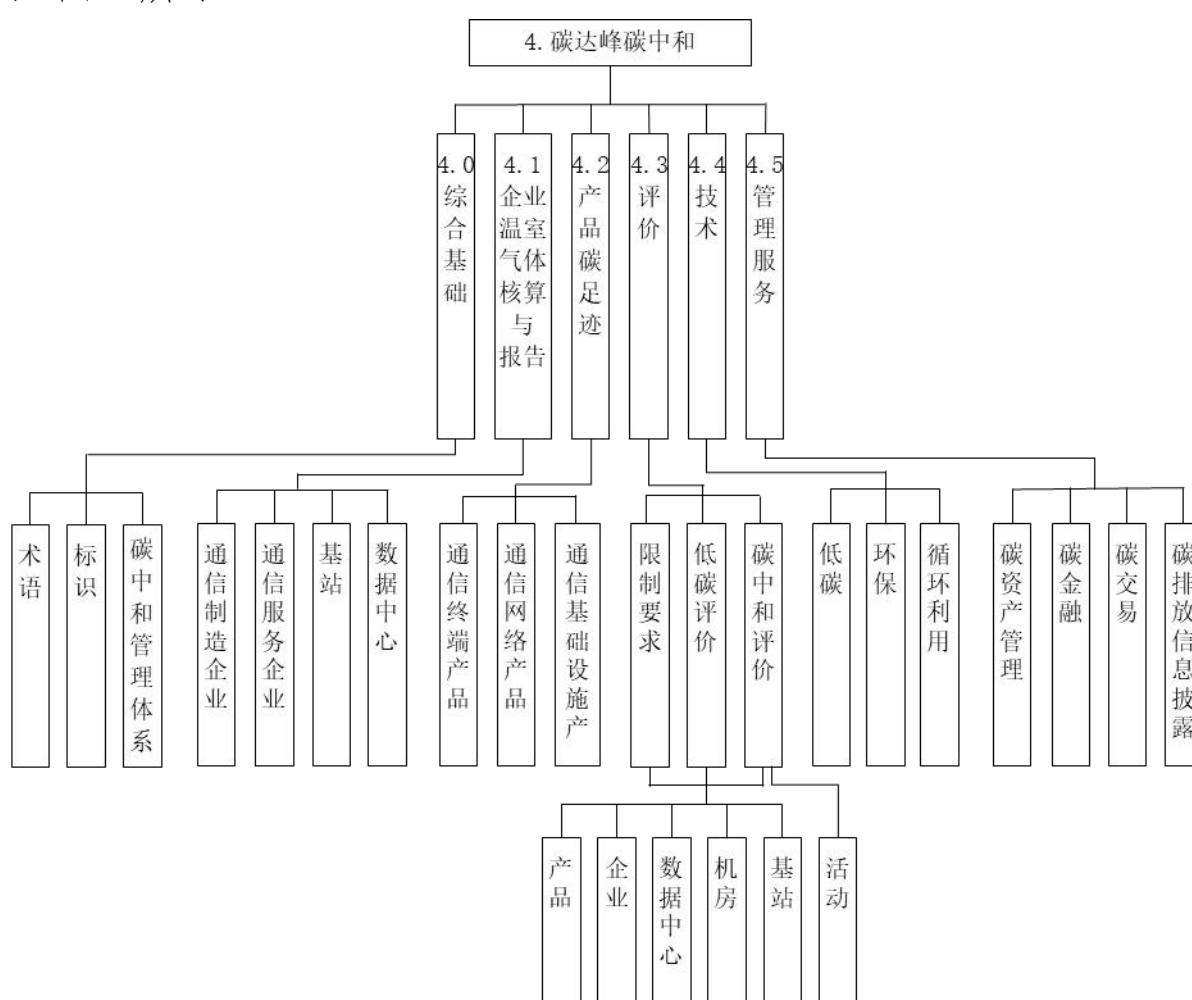 4.碳达峰碳中和
4.0
综合基础
4.1
企业
温室
气体
核算
与
报告
4.2
产品碳足迹
4.3
评价
4.4
技术
4.5
管理服务
术语
标识
碳中和管理体系
通信制造企业
通信服务企业
基站
数据中心
通信终端产品
通信网络产品
通信基础设施产
限制要求
低碳评价
碳中和评价
低碳
环保
循环利用
碳资产管理
碳金融
碳交易
碳排放信息披露
产品
企业
数据中心
机房
基站
活动